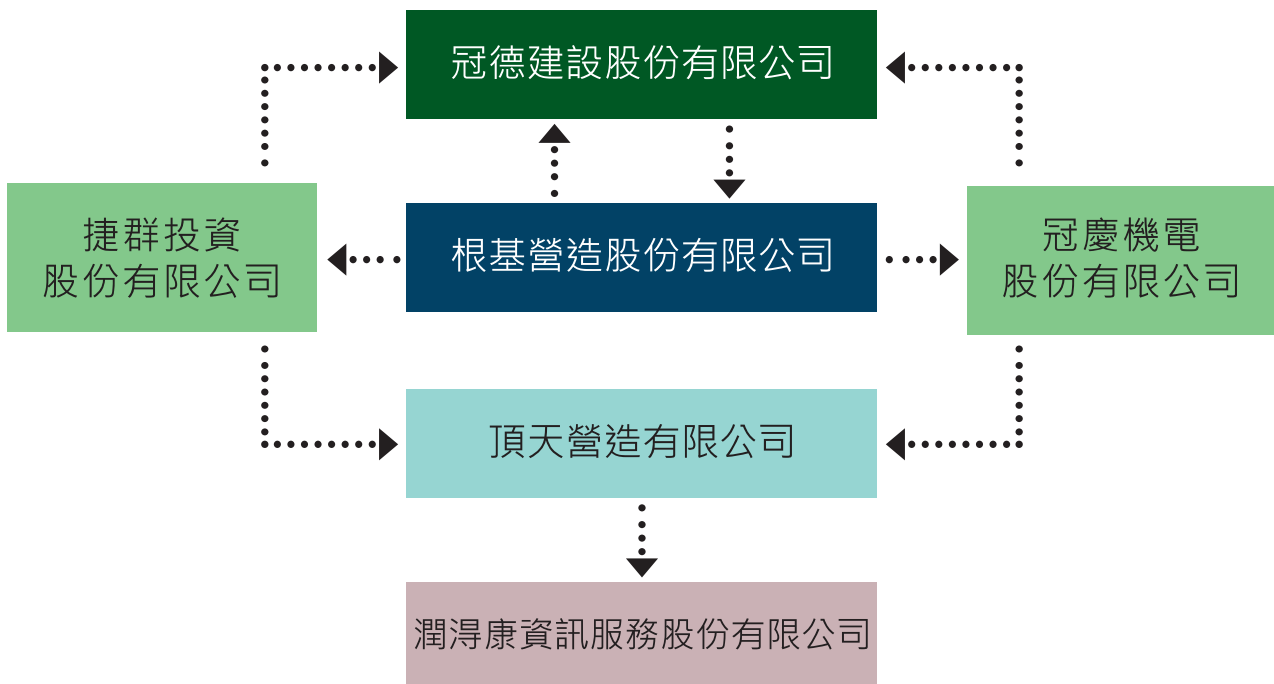 冠德建設股份有限公司
捷群投資
股份有限公司
根基營造股份有限公司
冠慶機電
股份有限公司
頂天營造有限公司
潤淂康資訊服務股份有限公司